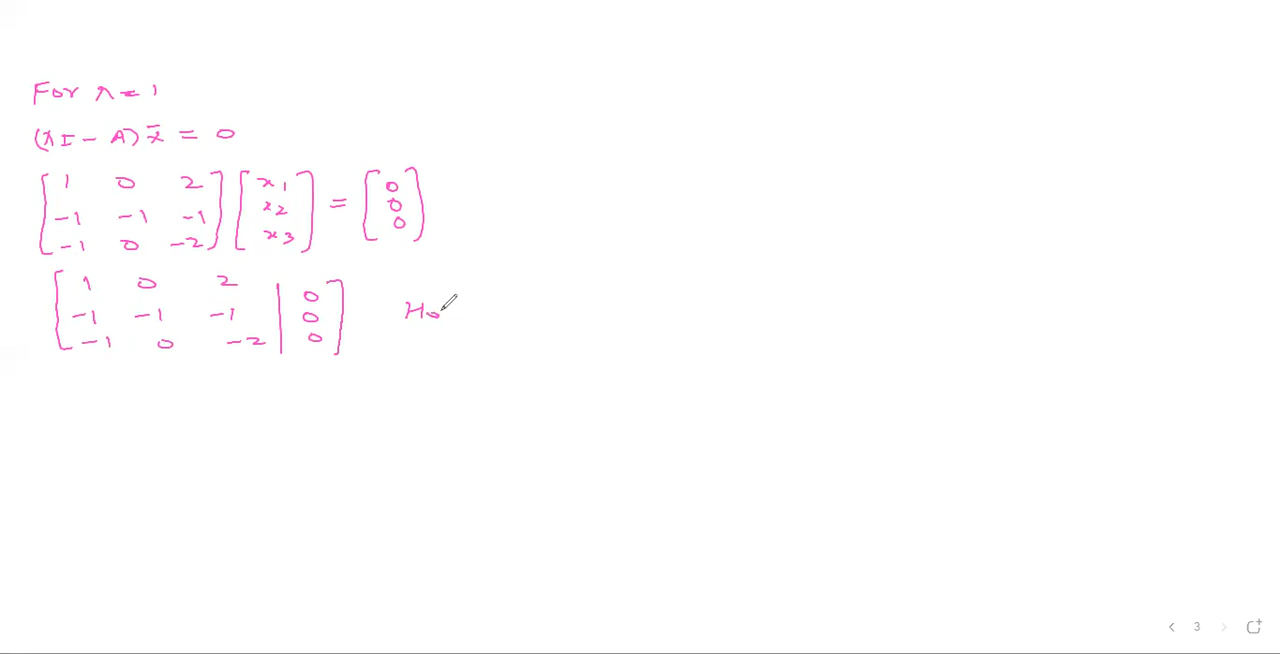 For λ = 1
(λI - A) x̄ = 0
[ 1 0 2 ] [ x1 ] = [ 0 ]
[ -1 -1 -1 ] [ x2 ] [ 0 ]
[ -1 0 -2 ] [ x3 ] [ 0 ]
[ 1 0 2 | 0 ]
[ -1 -1 -1 | 0 ] Ho
[ -1 0 -2 | 0 ]
< 3 >